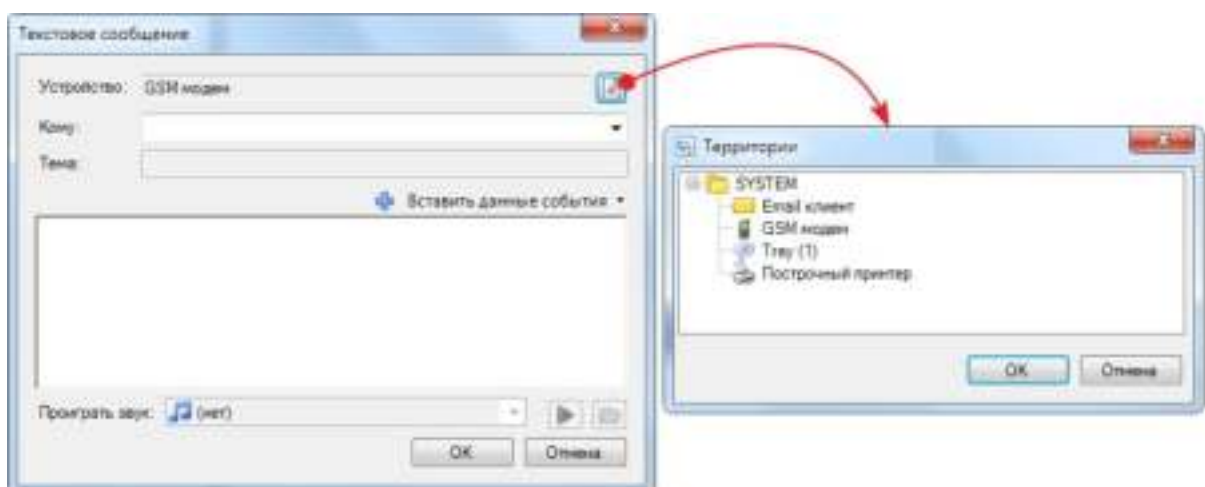 Текстовое сообщение
Устройство: GSM модем
Кому:
Тема:
Вставить данные события
Проиграть звук: (нет)
OK Отмена
Территории
SYSTEM
Email клиент
GSM модем
Tray (1)
Построчный принтер
OK Отмена